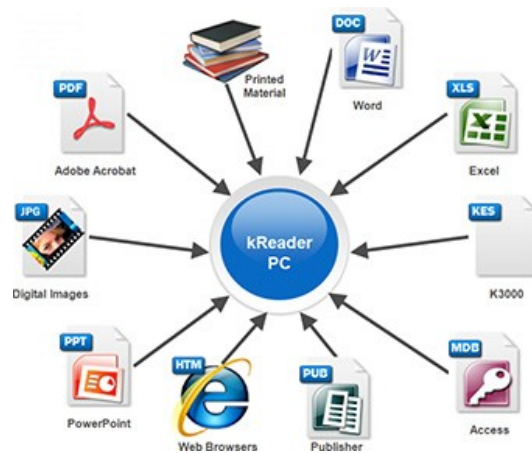 Printed
Material
DOC
Word
PDF
Adobe Acrobat
XLS
Excel
JPG
Digital Images
kReader
PC
KES
K3000
PPT
PowerPoint
HTM
Web Browsers
PUB
Publisher
MDB
Access